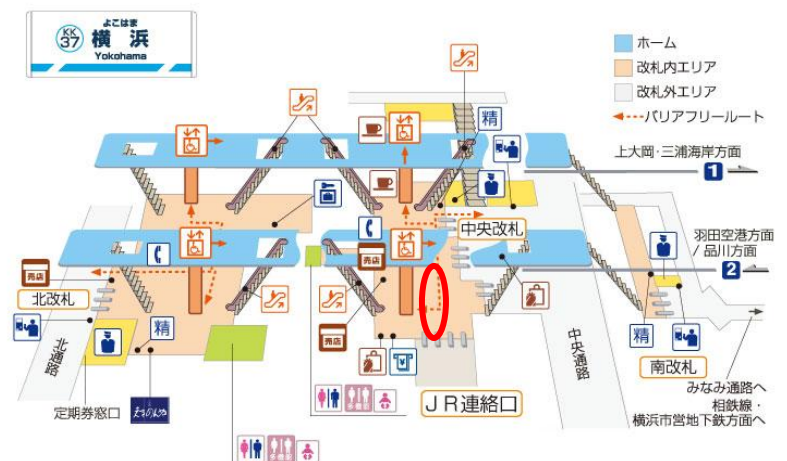 KK
37
よこはま
横浜
Yokohama
ホーム
改札内エリア
改札外エリア
バリアフリールート
上大岡・三浦海岸方面
1
精
中央改札
羽田空港方面
/ 品川方面
2
売店
売店
北改札
売店
精
北通路
定期券窓口
中央通路
精
南改札
JR連絡口
みなみ通路へ
相鉄線・
横浜市営地下鉄方面へ